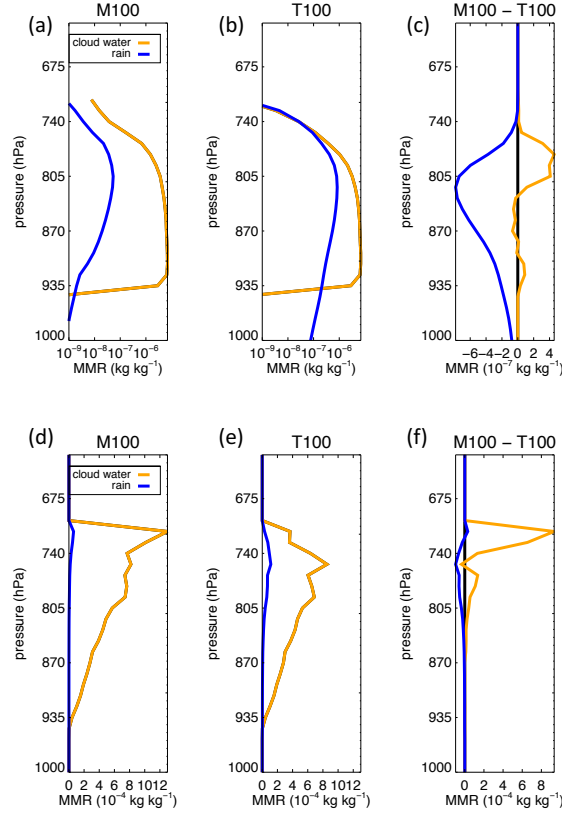 M100
T100
M100 − T100
(a)
(b)
(c)
cloud water
rain
pressure (hPa)
675
740
805
870
935
1000
10⁻⁹ 10⁻⁸ 10⁻⁷ 10⁻⁶
MMR (kg kg⁻¹)
pressure (hPa)
675
740
805
870
935
1000
10⁻⁹ 10⁻⁸ 10⁻⁷ 10⁻⁶
MMR (kg kg⁻¹)
pressure (hPa)
675
740
805
870
935
1000
−6 −4 −2 0 2 4
MMR (10⁻⁷ kg kg⁻¹)
M100
T100
M100 − T100
(d)
(e)
(f)
cloud water
rain
pressure (hPa)
675
740
805
870
935
1000
0 2 4 6 8 10 12
MMR (10⁻⁴ kg kg⁻¹)
pressure (hPa)
675
740
805
870
935
1000
0 2 4 6 8 10 12
MMR (10⁻⁴ kg kg⁻¹)
pressure (hPa)
675
740
805
870
935
1000
0 2 4 6 8
MMR (10⁻⁴ kg kg⁻¹)